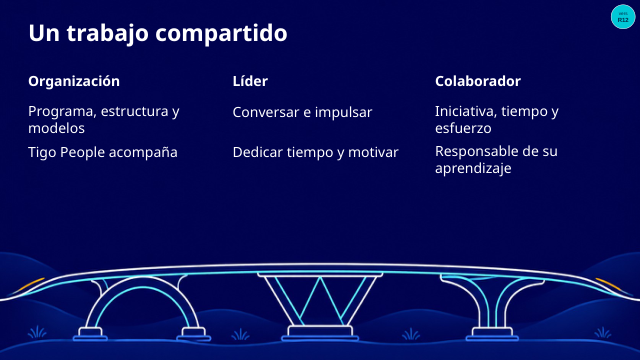 Un trabajo compartido
R12
Organización
Líder
Colaborador
Programa, estructura y
modelos
Conversar e impulsar
Iniciativa, tiempo y
esfuerzo
Tigo People acompaña
Dedicar tiempo y motivar
Responsable de su
aprendizaje